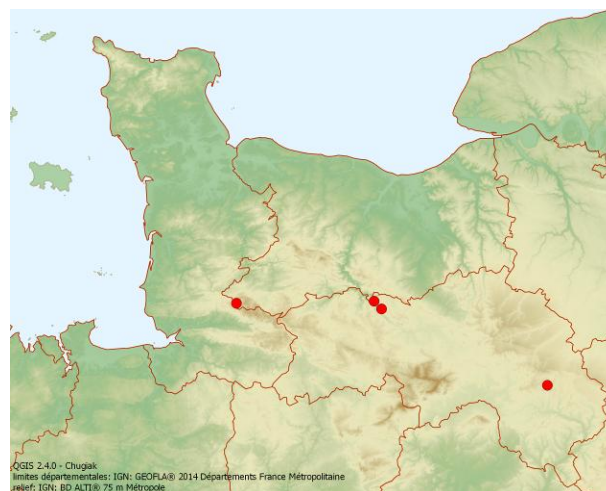 QGIS 2.4.0 - Chugiak
limites départementales: IGN: GEOFLA® 2014 Départements France Métropolitaine
relief: IGN: BD ALTI® 75 m Métropole